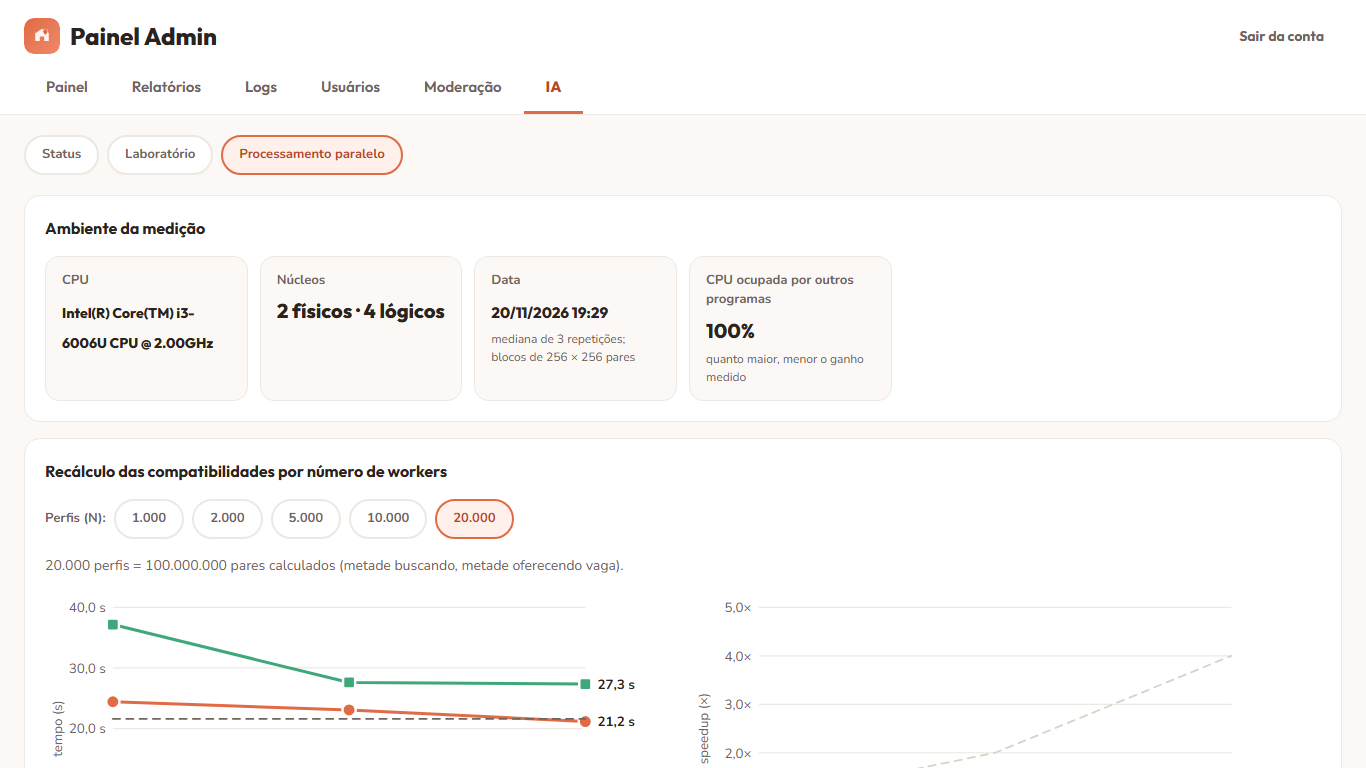 Painel Admin
Sair da conta
Painel
Relatórios
Logs
Usuários
Moderação
IA
Status
Laboratório
Processamento paralelo
Ambiente da medição
CPU
Intel(R) Core(TM) i3-
6006U CPU @ 2.00GHz
Núcleos
2 físicos • 4 lógicos
Data
20/11/2026 19:29
mediana de 3 repetições;
blocos de 256 × 256 pares
CPU ocupada por outros
programas
100%
quanto maior, menor o ganho
medido
Recálculo das compatibilidades por número de workers
Perfis (N):
1.000
2.000
5.000
10.000
20.000
20.000 perfis = 100.000.000 pares calculados (metade buscando, metade oferecendo vaga).
40,0 s
30,0 s
20,0 s
tempo (s)
27,3 s
21,2 s
5,0×
4,0×
3,0×
2,0×
speedup (×)